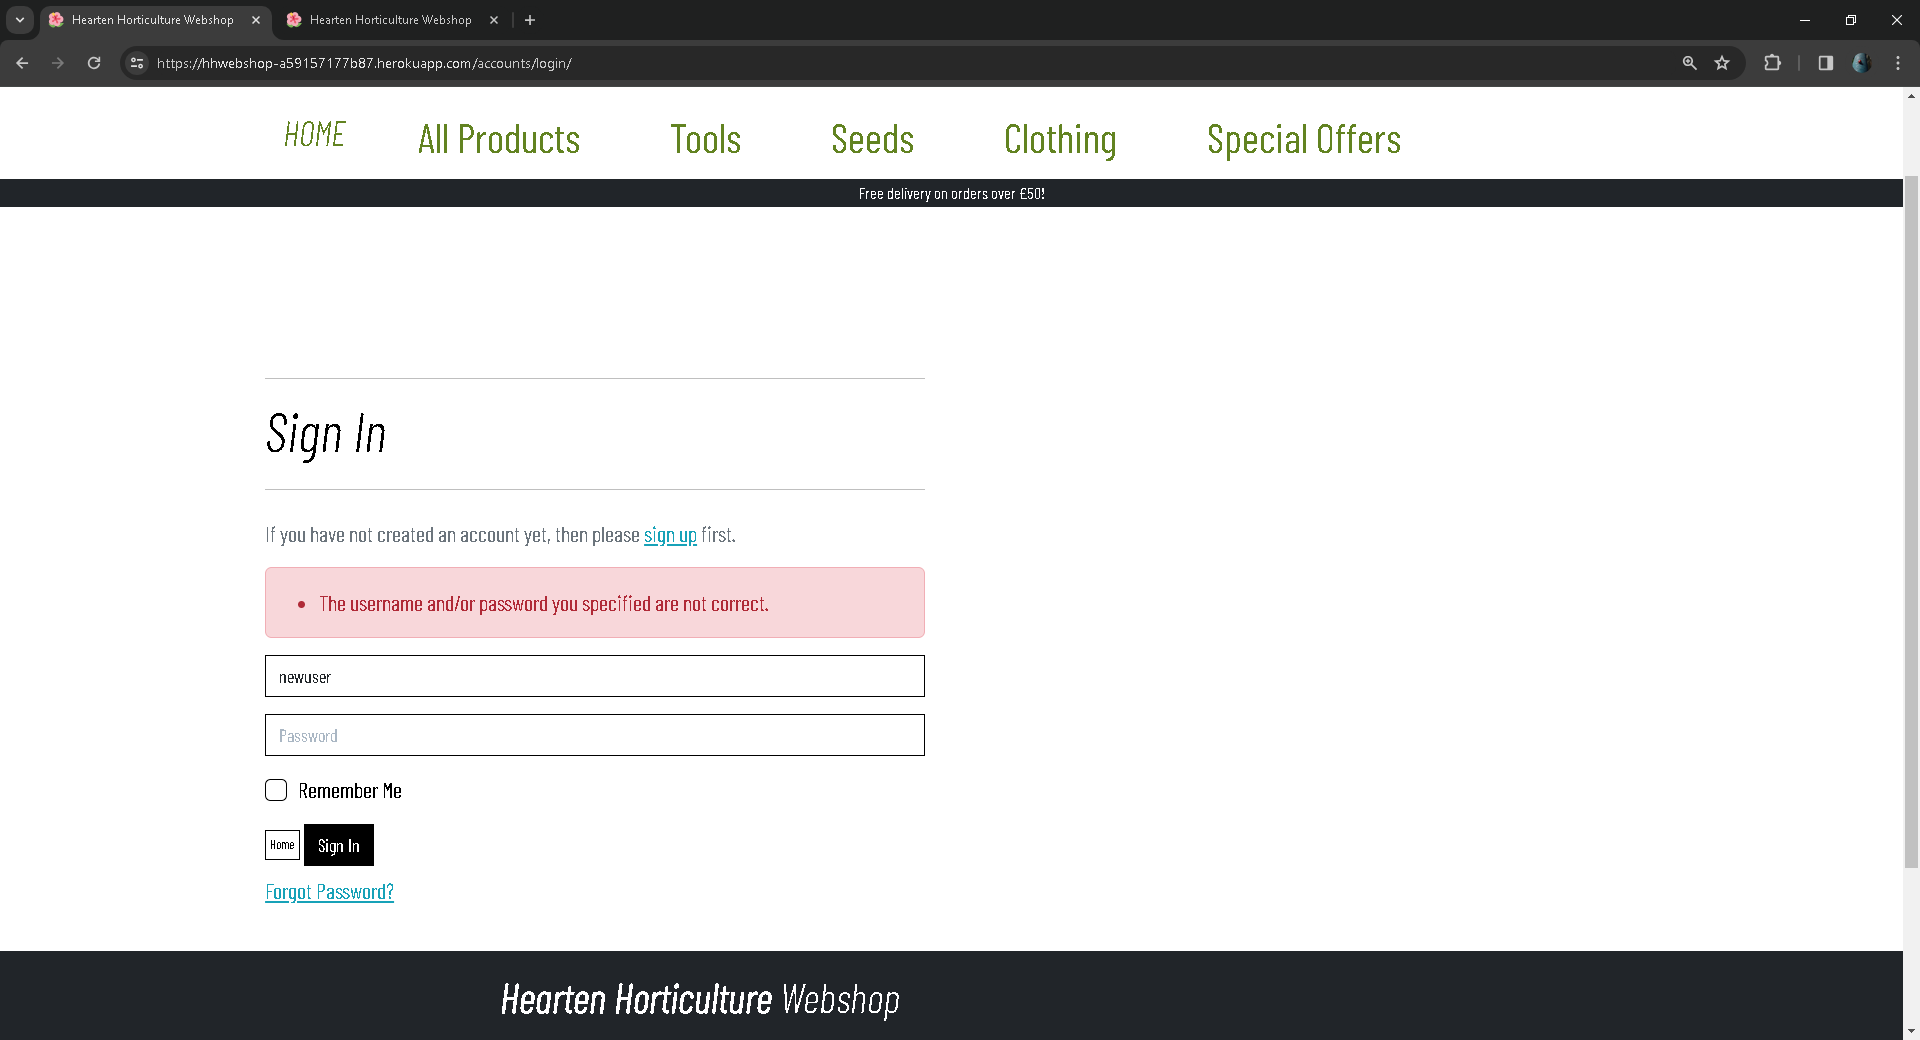 Hearten Horticulture Webshop
Hearten Horticulture Webshop
https://hhwebshop-a59157177b87.herokuapp.com/accounts/login/
HOME All Products Tools Seeds Clothing Special Offers
Free delivery on orders over £50!
Sign In
If you have not created an account yet, then please sign up first.
The username and/or password you specified are not correct.
newuser
Password
Remember Me
Home Sign In
Forgot Password?
Hearten Horticulture Webshop